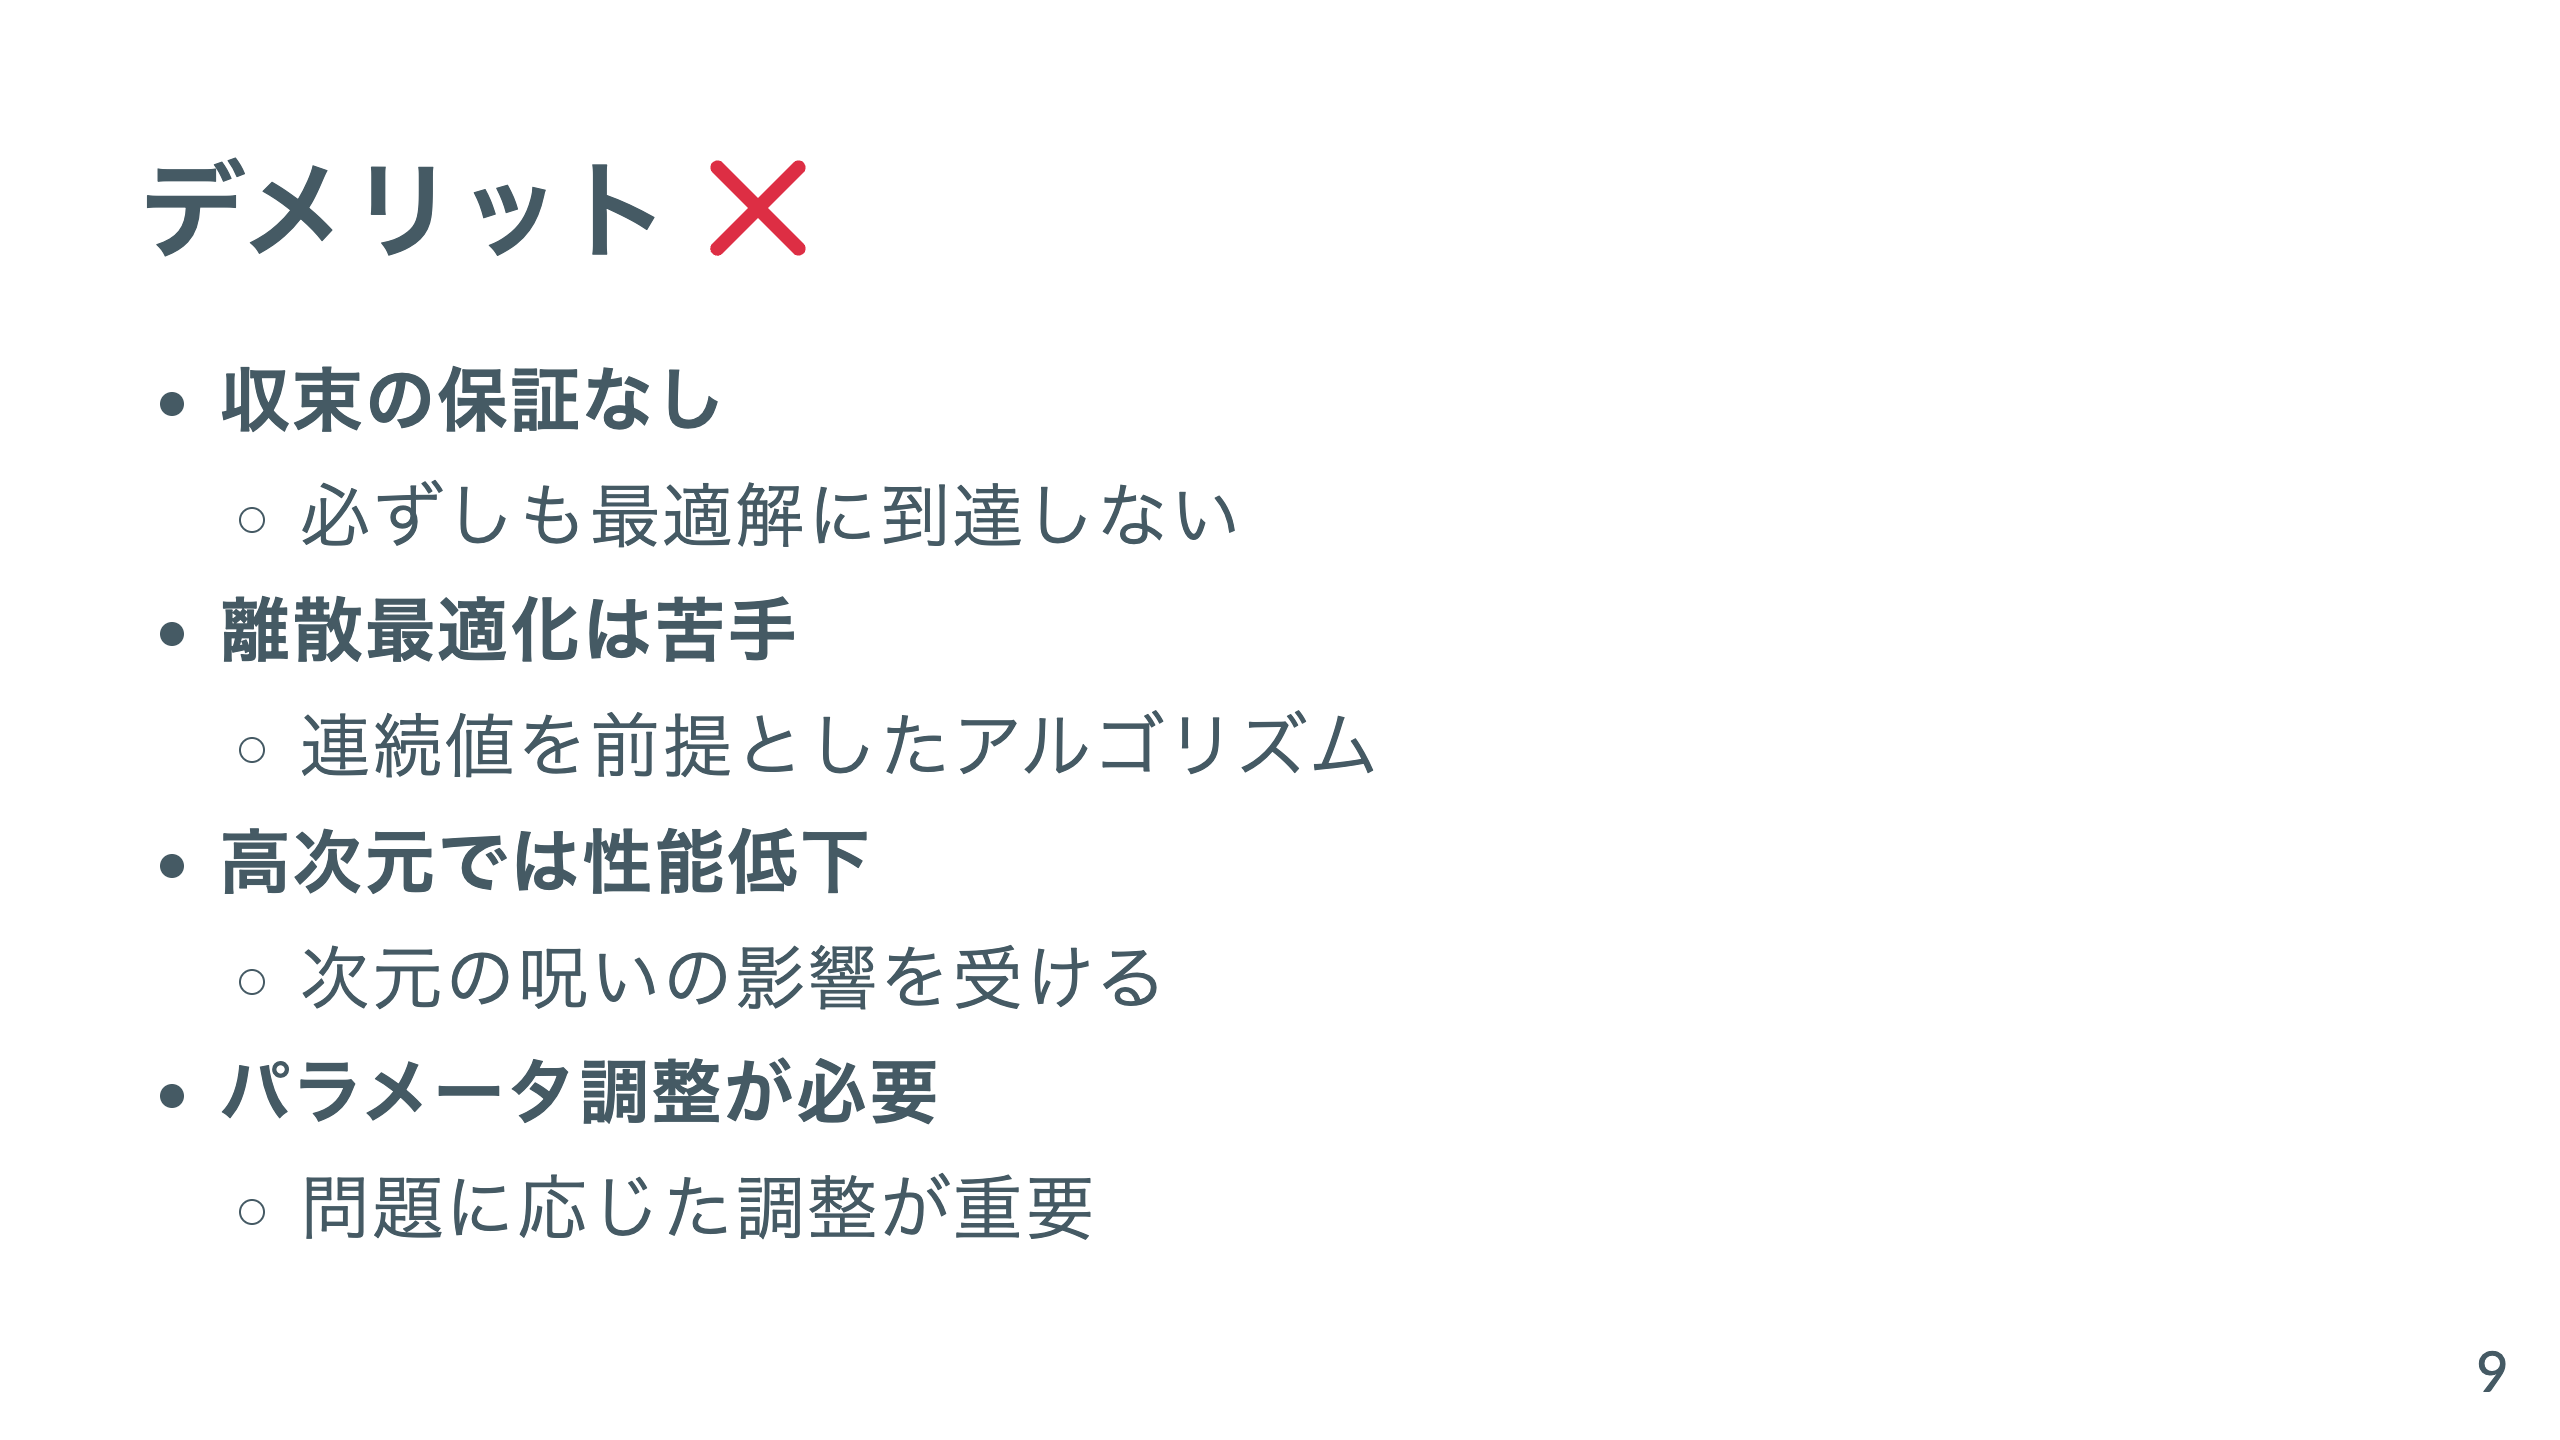 デメリット ❌
• 収束の保証なし
○ 必ずしも最適解に到達しない
• 離散最適化は苦手
○ 連続値を前提としたアルゴリズム
• 高次元では性能低下
○ 次元の呪いの影響を受ける
• パラメータ調整が必要
○ 問題に応じた調整が重要
9